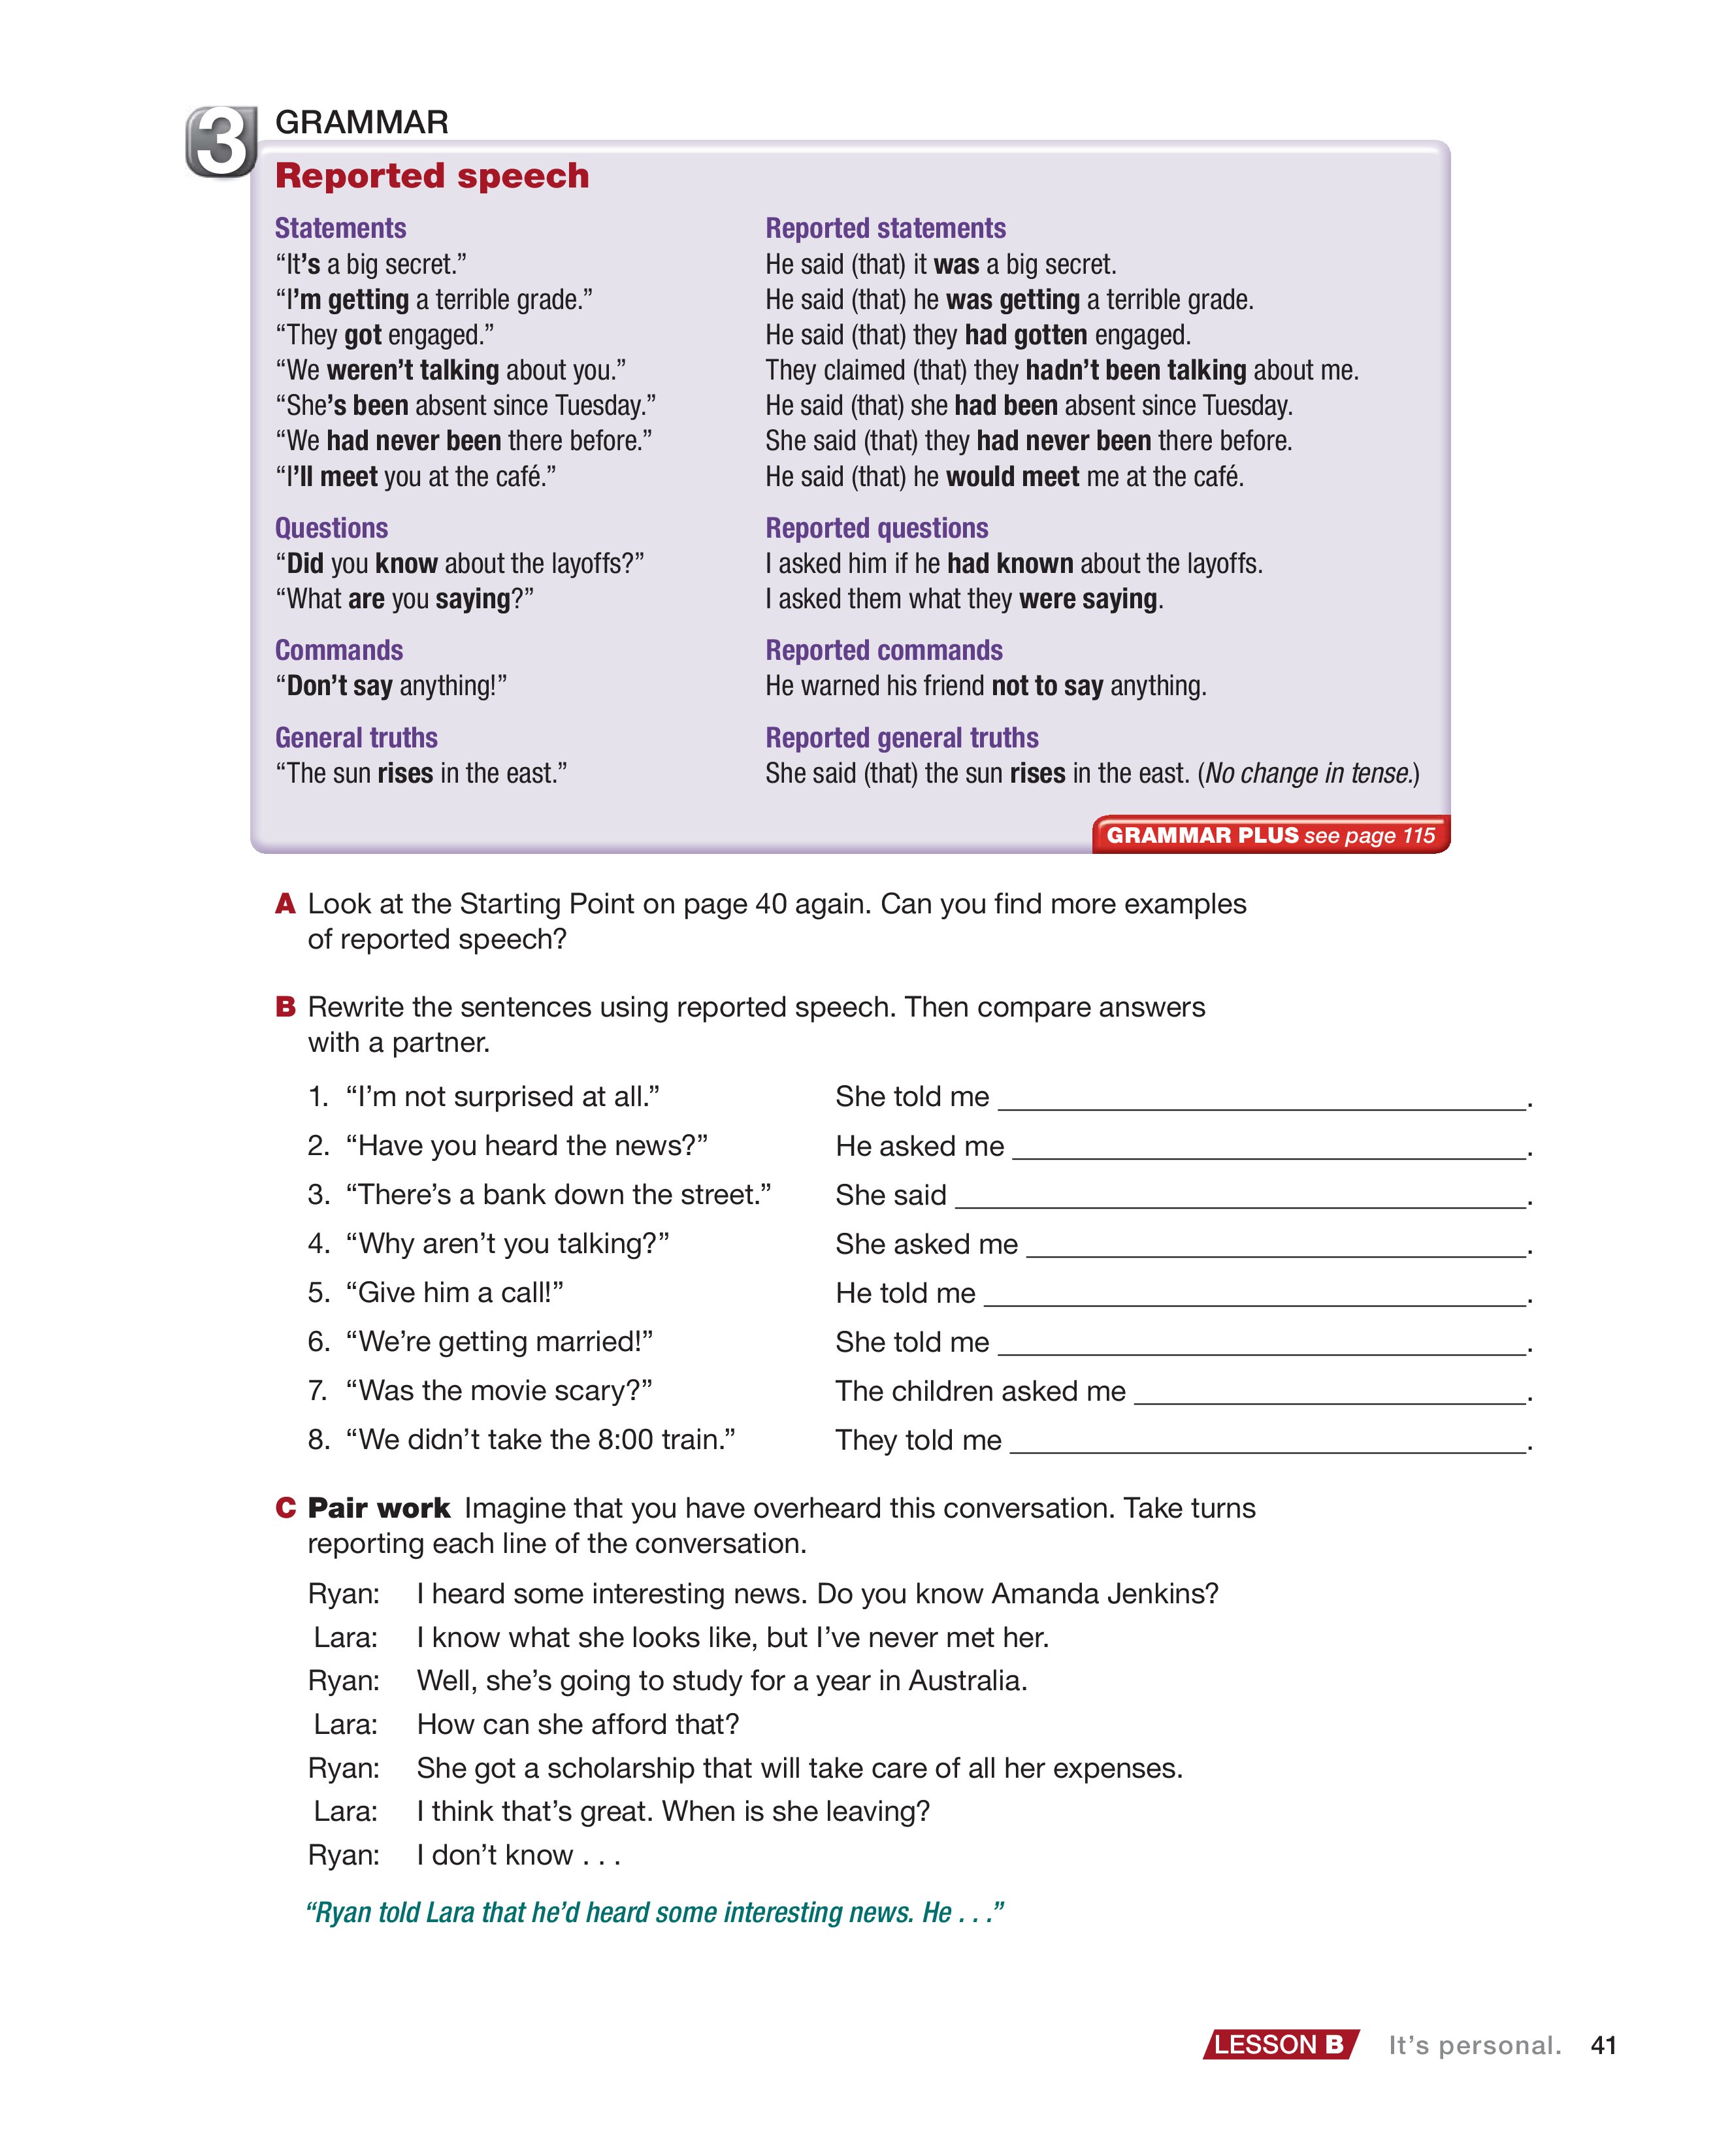 3 GRAMMAR
Reported speech
Statements Reported statements
“It’s a big secret.” He said (that) it was a big secret.
“I’m getting a terrible grade.” He said (that) he was getting a terrible grade.
“They got engaged.” He said (that) they had gotten engaged.
“We weren’t talking about you.” They claimed (that) they hadn’t been talking about me.
“She’s been absent since Tuesday.” He said (that) she had been absent since Tuesday.
“We had never been there before.” She said (that) they had never been there before.
“I’ll meet you at the café.” He said (that) he would meet me at the café.
Questions Reported questions
“Did you know about the layoffs?” I asked him if he had known about the layoffs.
“What are you saying?” I asked them what they were saying.
Commands Reported commands
“Don’t say anything!” He warned his friend not to say anything.
General truths Reported general truths
“The sun rises in the east.” She said (that) the sun rises in the east. (No change in tense.)
GRAMMAR PLUS see page 115
A Look at the Starting Point on page 40 again. Can you find more examples
of reported speech?
B Rewrite the sentences using reported speech. Then compare answers
with a partner.
1. “I’m not surprised at all.” She told me ____________________.
2. “Have you heard the news?” He asked me ____________________.
3. “There’s a bank down the street.” She said ____________________.
4. “Why aren’t you talking?” She asked me ____________________.
5. “Give him a call!” He told me ____________________.
6. “We’re getting married!” She told me ____________________.
7. “Was the movie scary?” The children asked me ____________________.
8. “We didn’t take the 8:00 train.” They told me ____________________.
C Pair work Imagine that you have overheard this conversation. Take turns
reporting each line of the conversation.
Ryan: I heard some interesting news. Do you know Amanda Jenkins?
Lara: I know what she looks like, but I’ve never met her.
Ryan: Well, she’s going to study for a year in Australia.
Lara: How can she afford that?
Ryan: She got a scholarship that will take care of all her expenses.
Lara: I think that’s great. When is she leaving?
Ryan: I don’t know . . .
“Ryan told Lara that he’d heard some interesting news. He . . .”
LESSON B It’s personal. 41